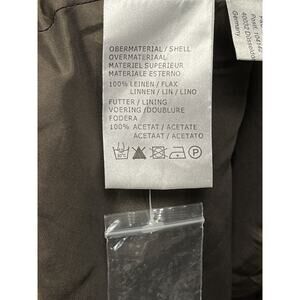 OBERMATERIAL / SHELL
OVERMATERIAAL
MATERIEL SUPERIEUR
MATERIALE ESTERNO
100% LEINEN / FLAX
LINNEN / LIN / LINO
FUTTER / LINING
VOERING / DOUBLURE
FODERA
100% ACETAT / ACETATE
ACETAAT / ACETATO
P
Germany